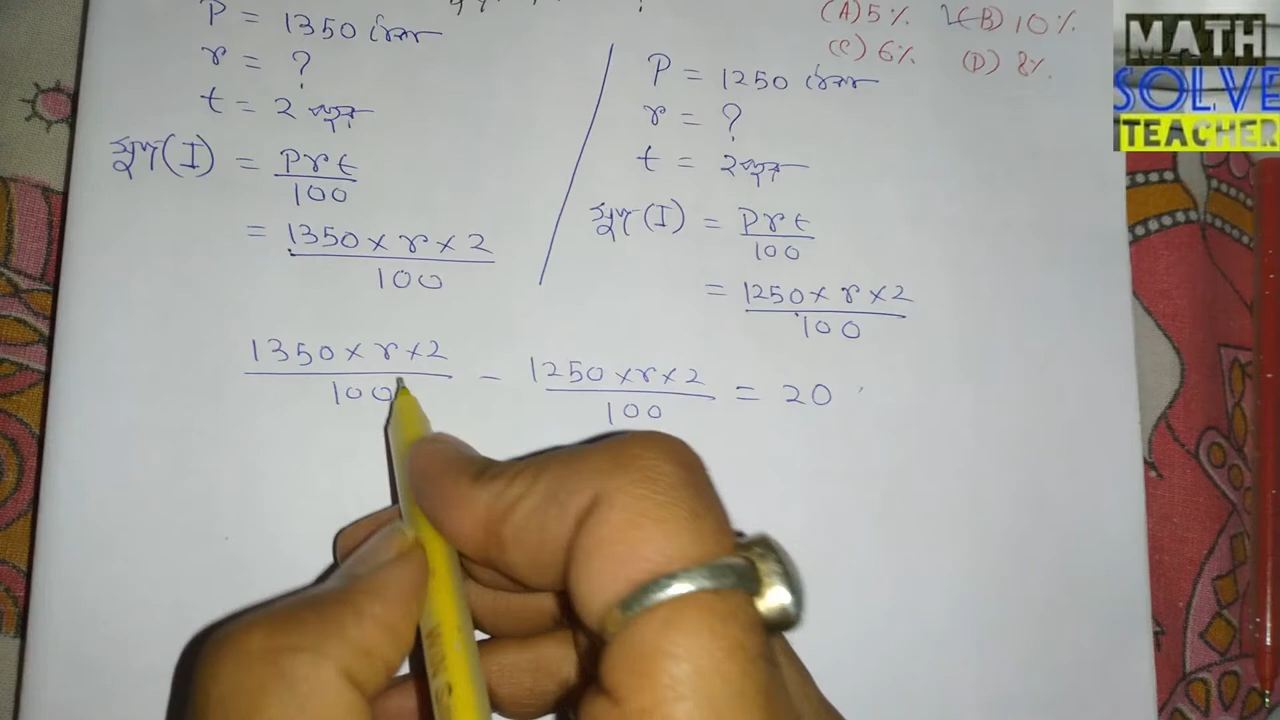 (A) 5% (B) 10%
(C) 6% (D) 8%
P = 1350 টাকা
r = ?
t = 2 বছর
সুদ (I) = Prt / 100
= 1350 × r × 2 / 100
P = 1250 টাকা
r = ?
t = 2 বছর
সুদ (I) = Prt / 100
= 1250 × r × 2 / 100
1350 × r × 2 / 100 - 1250 × r × 2 / 100 = 20
MATH
SOLVE
TEACHER